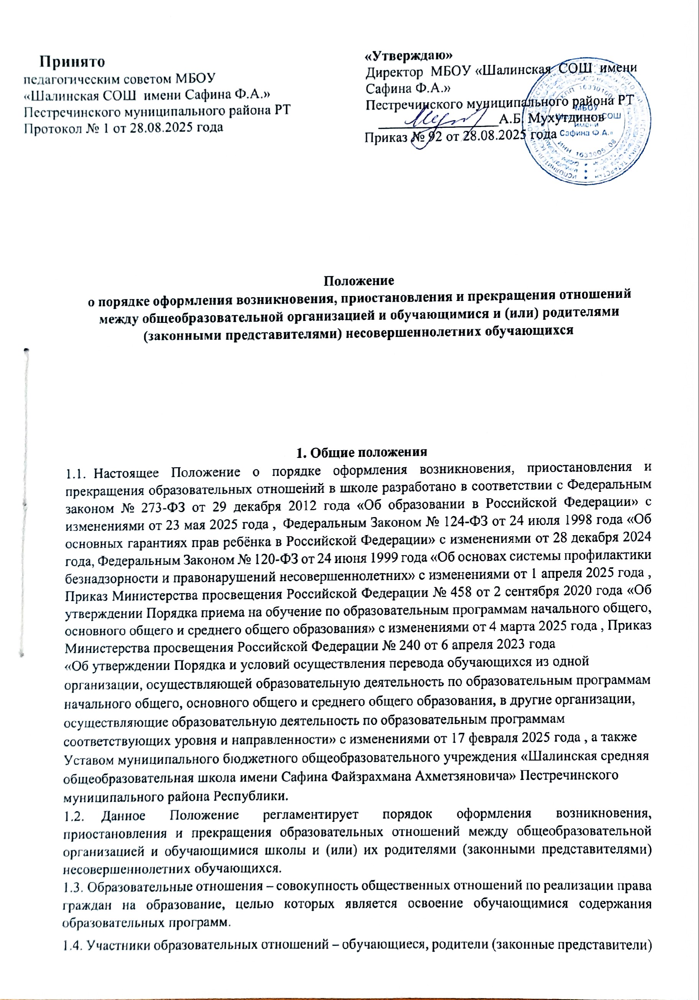 Принято
педагогическим советом МБОУ
«Шалинская СОШ имени Сафина Ф.А.»
Пестречинского муниципального района РТ
Протокол № 1 от 28.08.2025 года
«Утверждаю»
Директор МБОУ «Шалинская СОШ имени
Сафина Ф.А.»
Пестречинского муниципального района РТ
А.Б. Мухутдинов
Приказ № 92 от 28.08.2025 года
МБОУ
СОШ
имени
Сафина Ф.А.»
Положение
о порядке оформления возникновения, приостановления и прекращения отношений
между общеобразовательной организацией и обучающимися и (или) родителями
(законными представителями) несовершеннолетних обучающихся
1. Общие положения
1.1. Настоящее Положение о порядке оформления возникновения, приостановления и
прекращения образовательных отношений в школе разработано в соответствии с Федеральным
законом № 273-ФЗ от 29 декабря 2012 года «Об образовании в Российской Федерации» с
изменениями от 23 мая 2025 года , Федеральным Законом № 124-ФЗ от 24 июля 1998 года «Об
основных гарантиях прав ребёнка в Российской Федерации» с изменениями от 28 декабря 2024
года, Федеральным Законом № 120-ФЗ от 24 июня 1999 года «Об основах системы профилактики
безнадзорности и правонарушений несовершеннолетних» с изменениями от 1 апреля 2025 года ,
Приказ Министерства просвещения Российской Федерации № 458 от 2 сентября 2020 года «Об
утверждении Порядка приема на обучение по образовательным программам начального общего,
основного общего и среднего общего образования» с изменениями от 4 марта 2025 года , Приказ
Министерства просвещения Российской Федерации № 240 от 6 апреля 2023 года
«Об утверждении Порядка и условий осуществления перевода обучающихся из одной
организации, осуществляющей образовательную деятельность по образовательным программам
начального общего, основного общего и среднего общего образования, в другие организации,
осуществляющие образовательную деятельность по образовательным программам
соответствующих уровня и направленности» с изменениями от 17 февраля 2025 года , а также
Уставом муниципального бюджетного общеобразовательного учреждения «Шалинская средняя
общеобразовательная школа имени Сафина Файзрахмана Ахметзяновича» Пестречинского
муниципального района Республики.
1.2. Данное Положение регламентирует порядок оформления возникновения,
приостановления и прекращения образовательных отношений между общеобразовательной
организацией и обучающимися школы и (или) их родителями (законными представителями)
несовершеннолетних обучающихся.
1.3. Образовательные отношения – совокупность общественных отношений по реализации права
граждан на образование, целью которых является освоение обучающимися содержания
образовательных программ.
1.4. Участники образовательных отношений – обучающиеся, родители (законные представители)